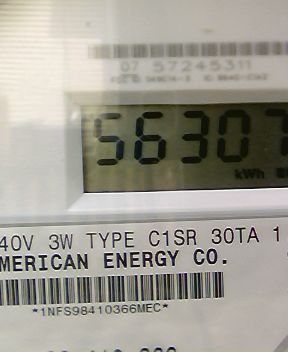 07 57245311
56307
kWh
40V 3W TYPE C1SR 30TA 1
MERICAN ENERGY CO.
*1NFS98410366MEC*